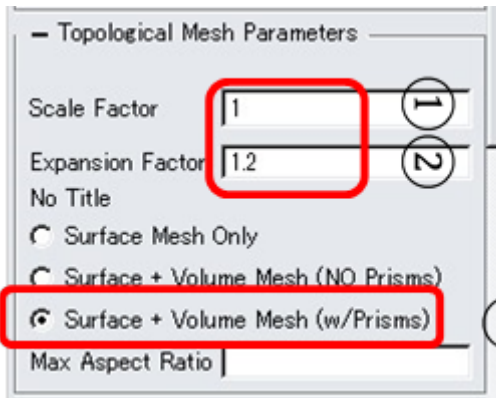 − Topological Mesh Parameters
Scale Factor 1 1
Expansion Factor 1.2 2
No Title
Surface Mesh Only
Surface + Volume Mesh (NO Prisms)
Surface + Volume Mesh (w/Prisms)
Max Aspect Ratio